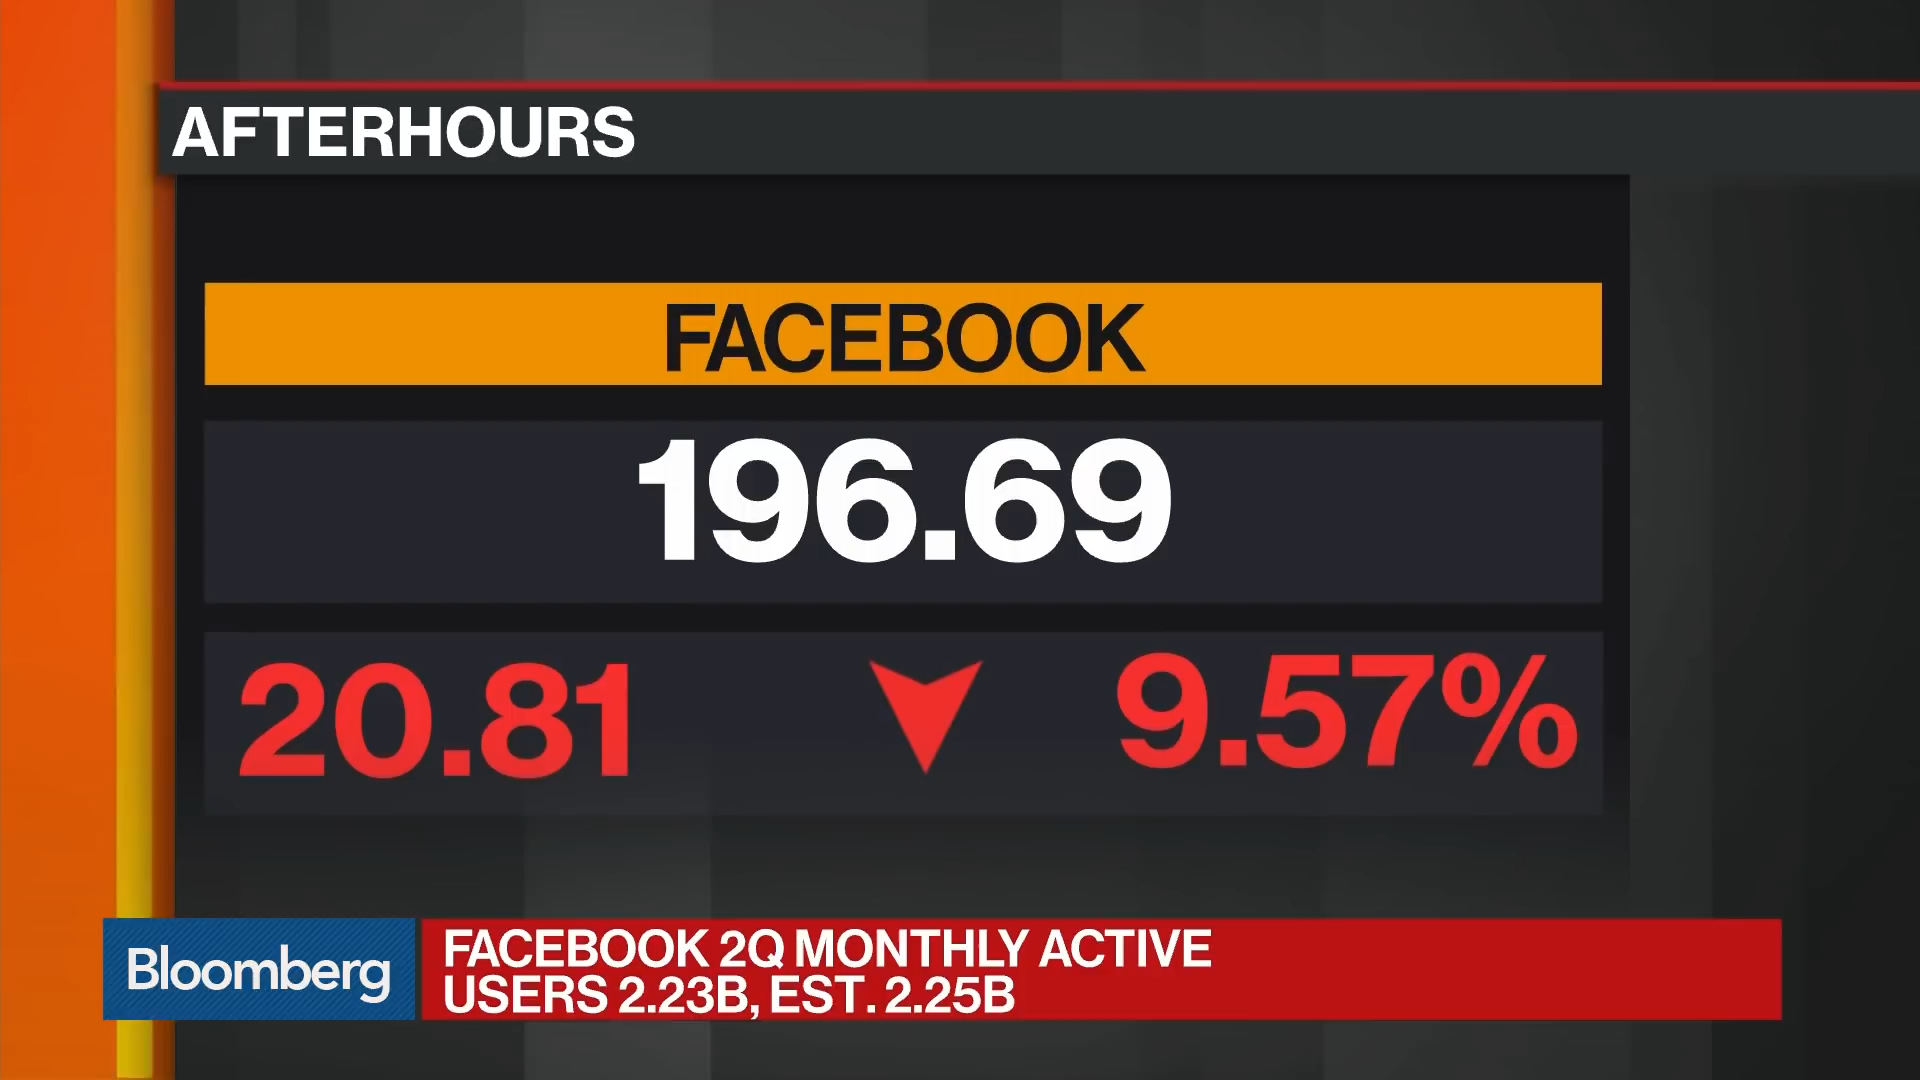 AFTERHOURS
FACEBOOK
196.69
20.81 9.57%
Bloomberg
FACEBOOK 2Q MONTHLY ACTIVE
USERS 2.23B, EST. 2.25B